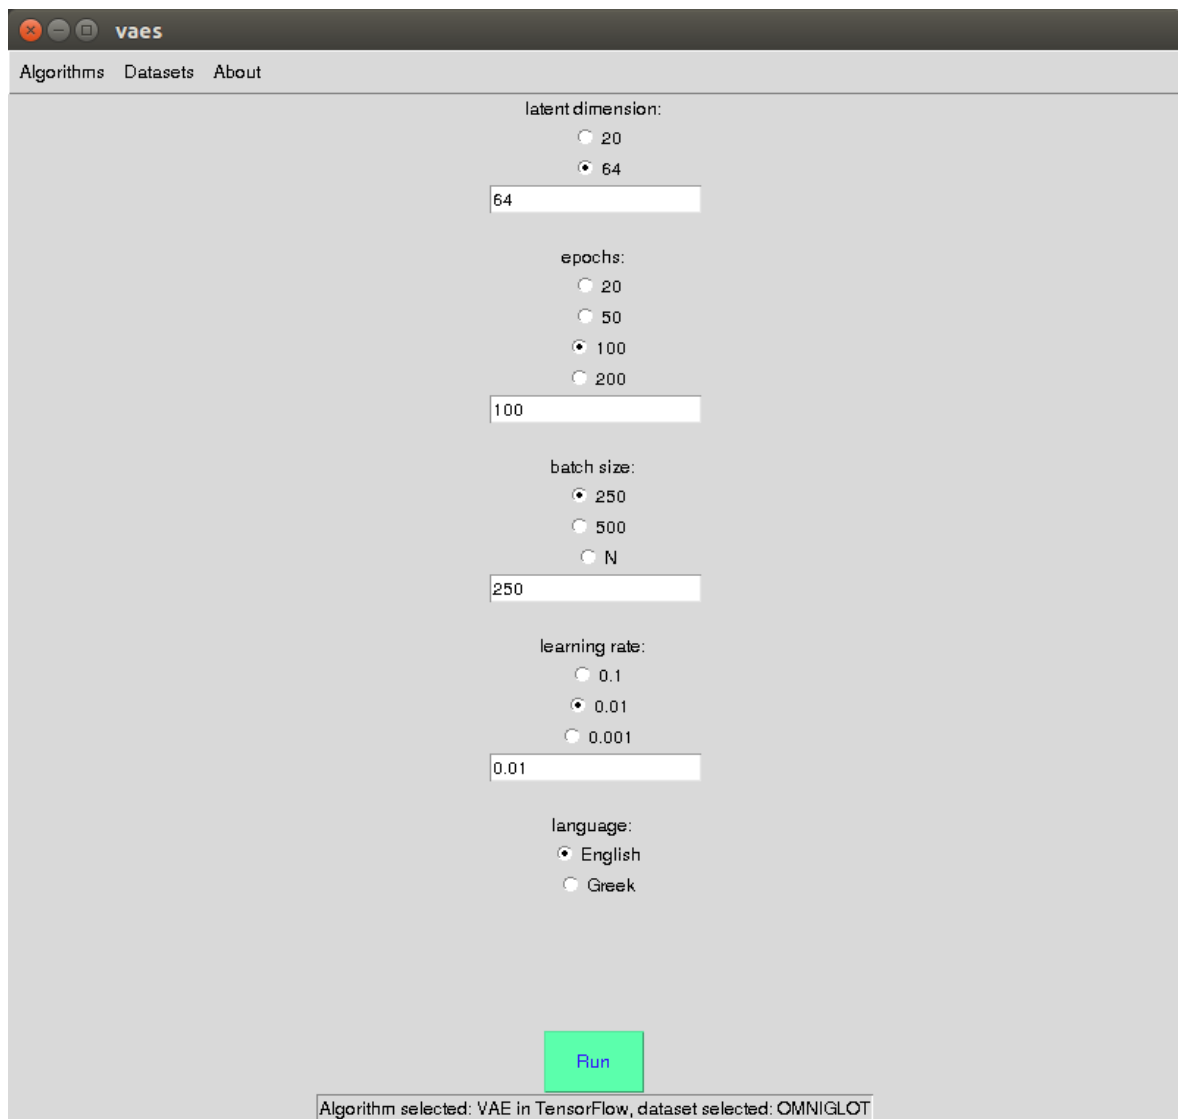 vaes
Algorithms Datasets About
latent dimension:
20
64
64
epochs:
20
50
100
200
100
batch size:
250
500
N
250
learning rate:
0.1
0.01
0.001
0.01
language:
English
Greek
Run
Algorithm selected: VAE in TensorFlow, dataset selected: OMNIGLOT